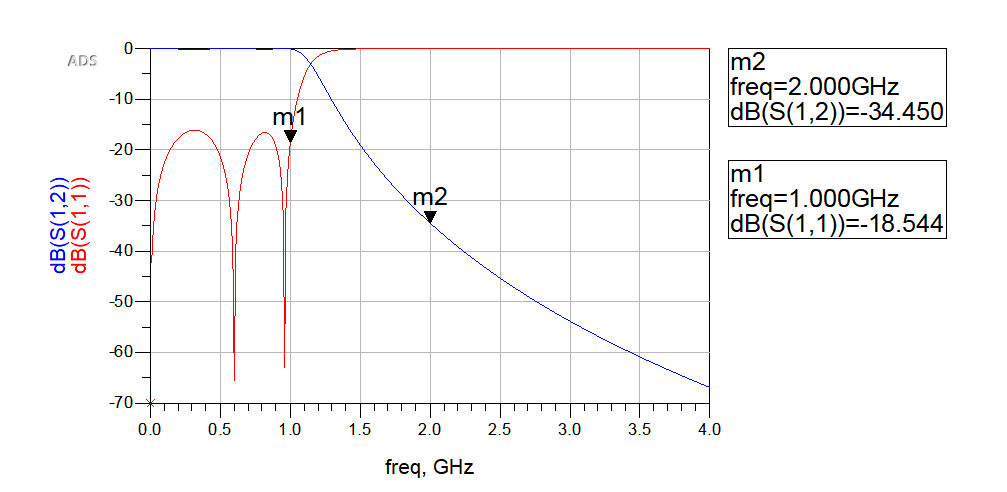 ADS
dB(S(1,2))
dB(S(1,1))
0
-10
-20
-30
-40
-50
-60
-70
m1
m2
0.0 0.5 1.0 1.5 2.0 2.5 3.0 3.5 4.0
freq, GHz
m2
freq=2.000GHz
dB(S(1,2))=-34.450
m1
freq=1.000GHz
dB(S(1,1))=-18.544